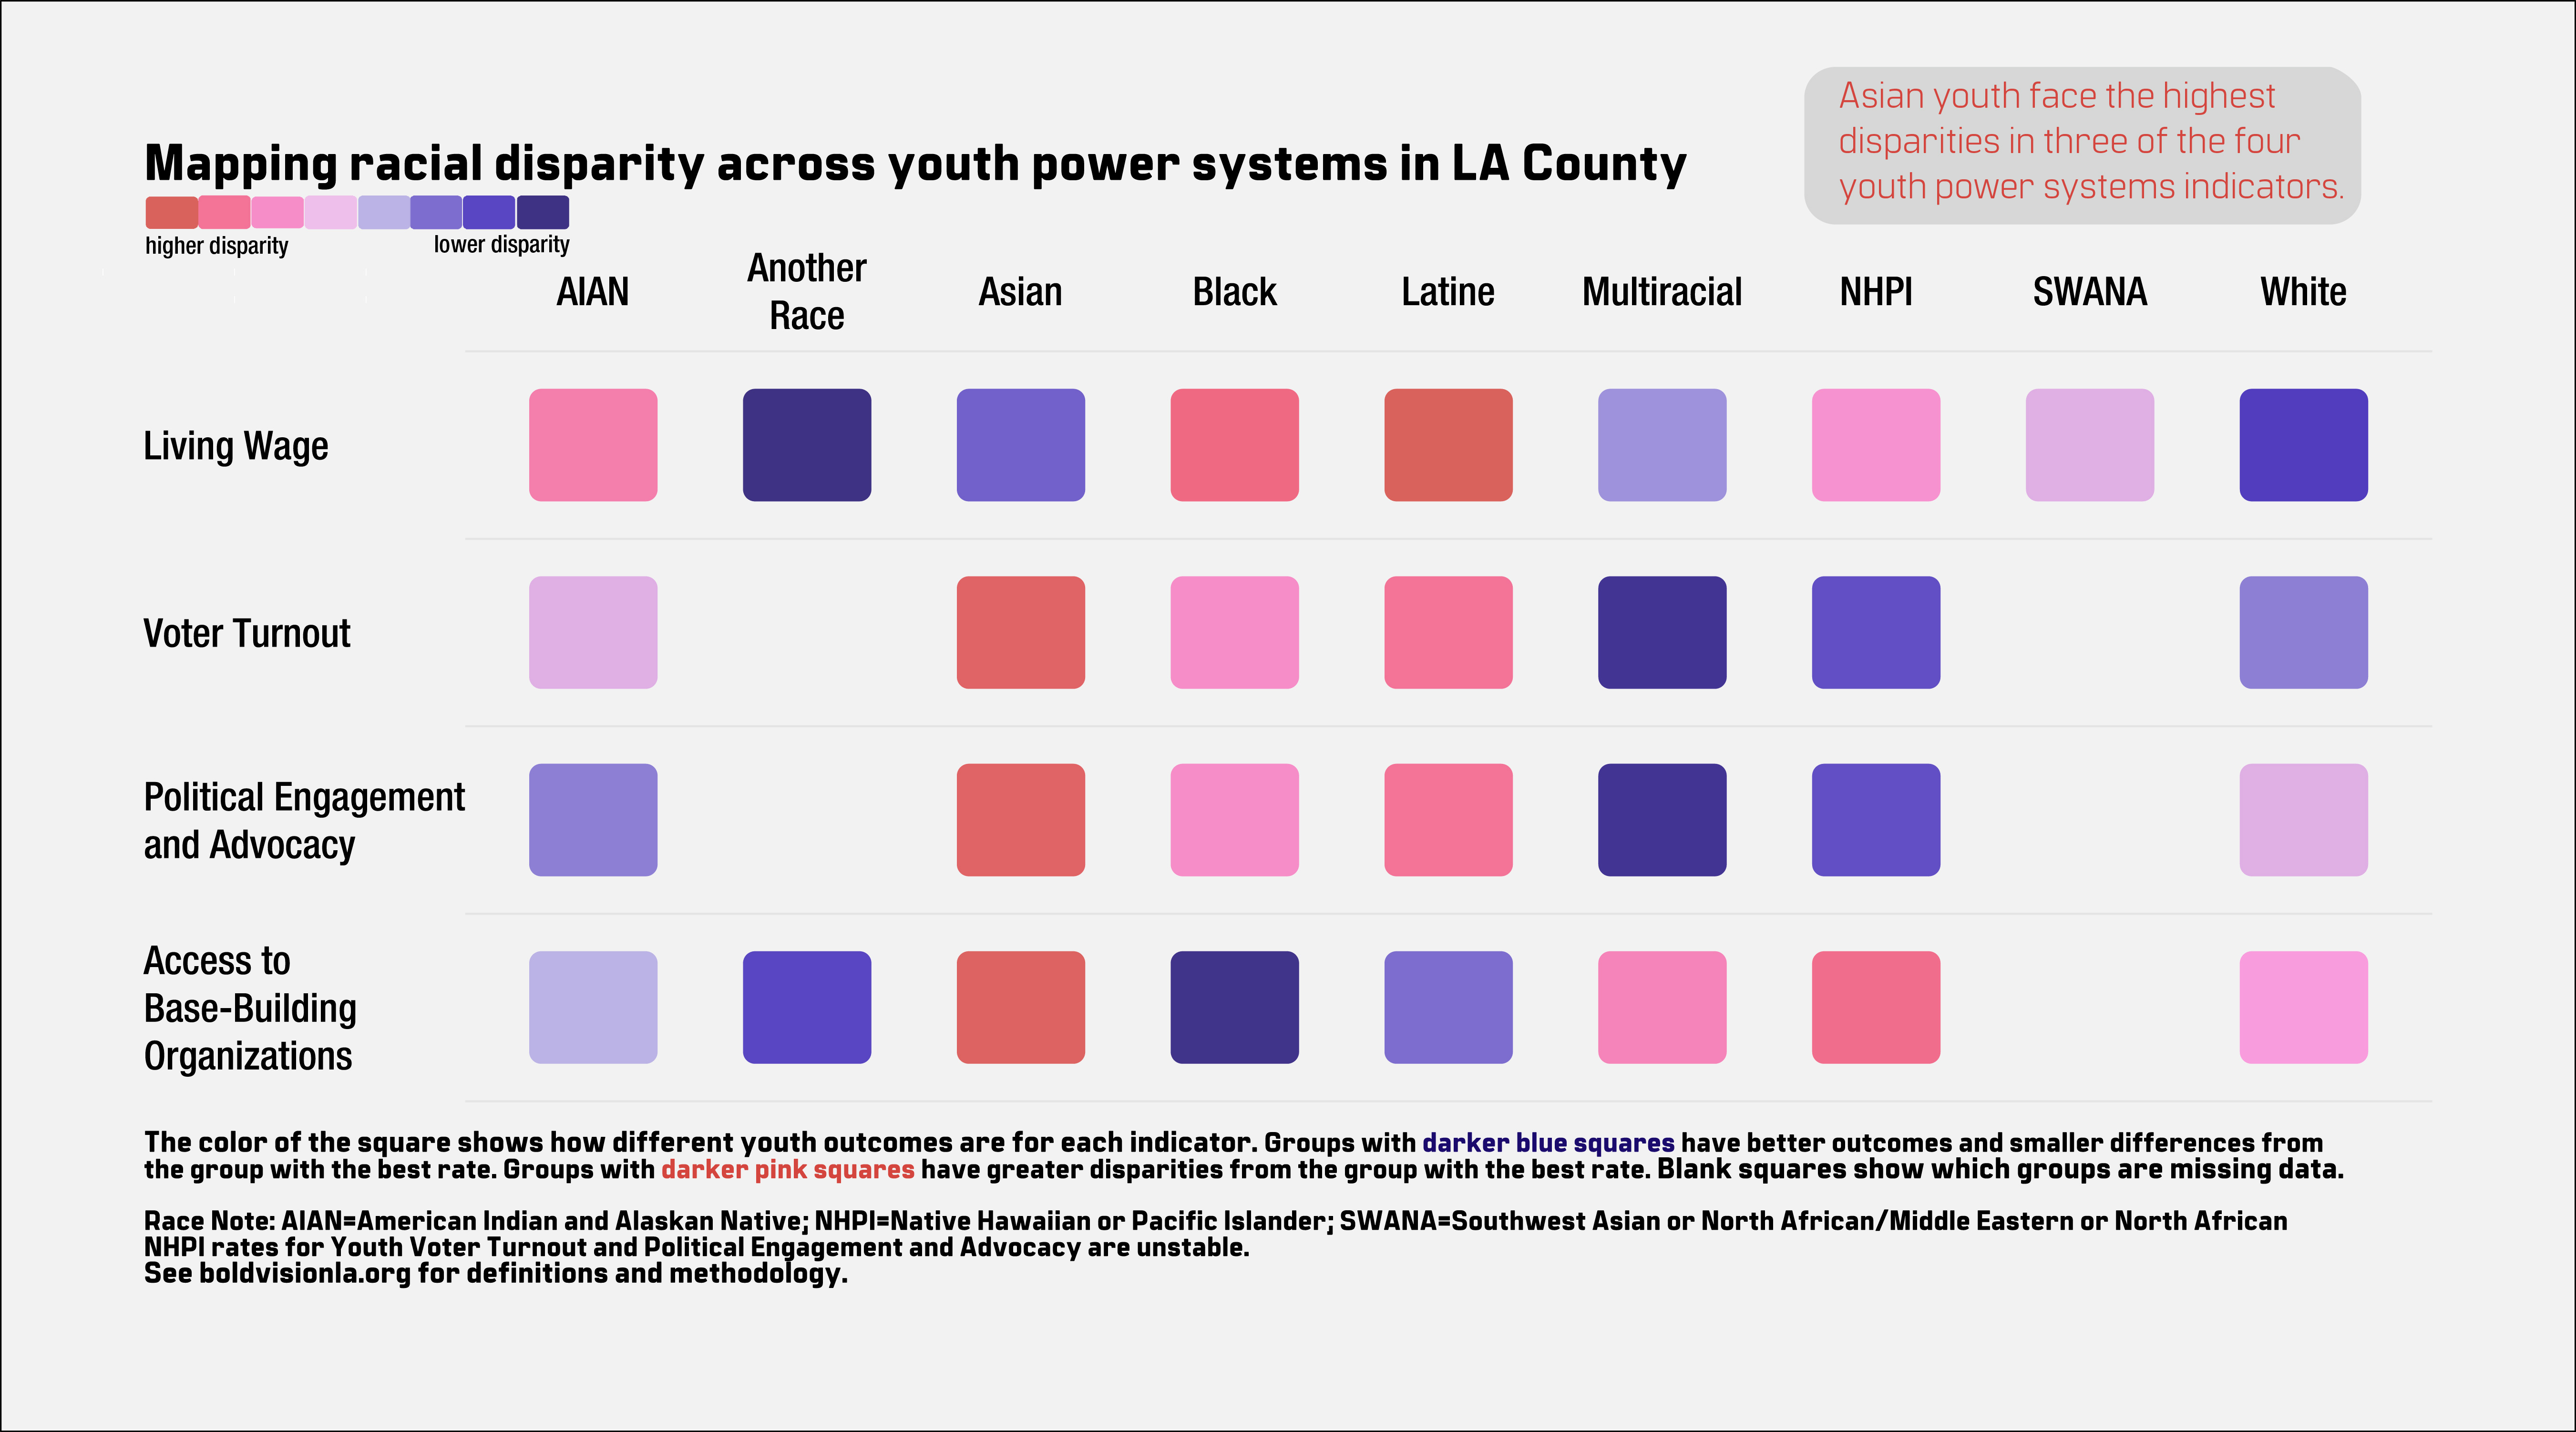 Asian youth face the highest
disparities in three of the four
youth power systems indicators.
Mapping racial disparity across youth power systems in LA County
higher disparity
lower disparity
AIAN
Another
Race
Asian
Black
Latine
Multiracial
NHPI
SWANA
White
Living Wage
Voter Turnout
Political Engagement
and Advocacy
Access to
Base-Building
Organizations
The color of the square shows how different youth outcomes are for each indicator. Groups with darker blue squares have better outcomes and smaller differences from
the group with the best rate. Groups with darker pink squares have greater disparities from the group with the best rate. Blank squares show which groups are missing data.
Race Note: AIAN=American Indian and Alaskan Native; NHPI=Native Hawaiian or Pacific Islander; SWANA=Southwest Asian or North African/Middle Eastern or North African
NHPI rates for Youth Voter Turnout and Political Engagement and Advocacy are unstable.
See boldvisionla.org for definitions and methodology.